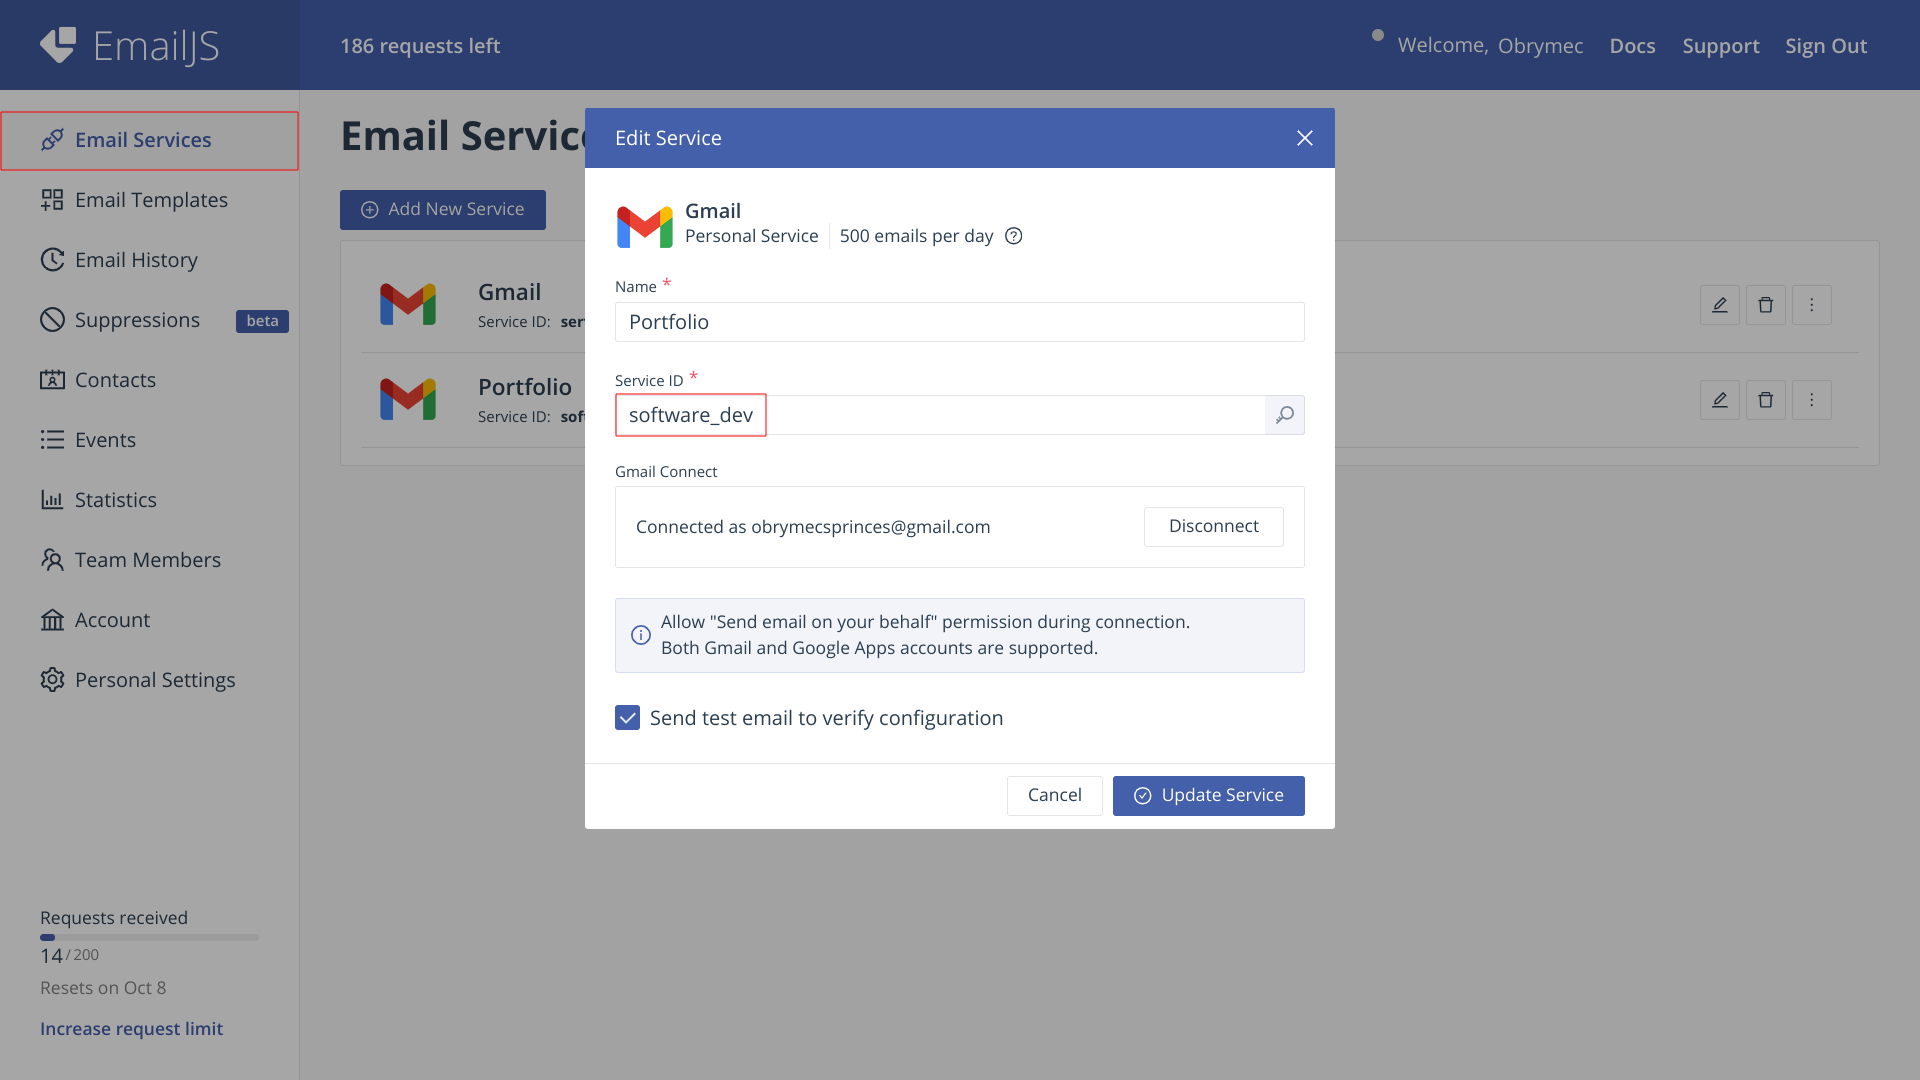 EmailJS
186 requests left
Welcome, Obrymec
Docs
Support
Sign Out
Email Services
Email Templates
Email History
Suppressions beta
Contacts
Events
Statistics
Team Members
Account
Personal Settings
Requests received
14 / 200
Resets on Oct 8
Increase request limit
Email Service
Add New Service
Gmail
Service ID:
Portfolio
Service ID:
Edit Service
Gmail
Personal Service
500 emails per day
Name *
Portfolio
Service ID *
software_dev
Gmail Connect
Connected as obrymecsprinces@gmail.com
Disconnect
Allow "Send email on your behalf" permission during connection.
Both Gmail and Google Apps accounts are supported.
Send test email to verify configuration
Cancel
Update Service